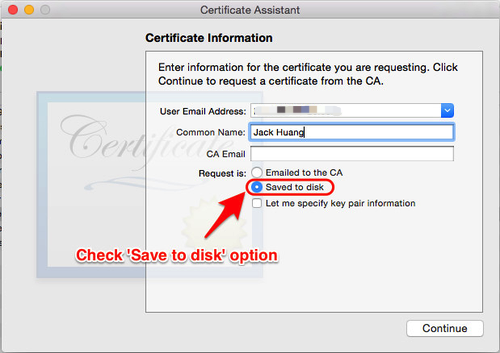 Certificate Assistant
Certificate Information
Enter information for the certificate you are requesting. Click
Continue to request a certificate from the CA.
User Email Address:
Common Name: Jack Huang
CA Email
Request is: Emailed to the CA
Saved to disk
Let me specify key pair information
Certificate
Check 'Save to disk' option
Continue